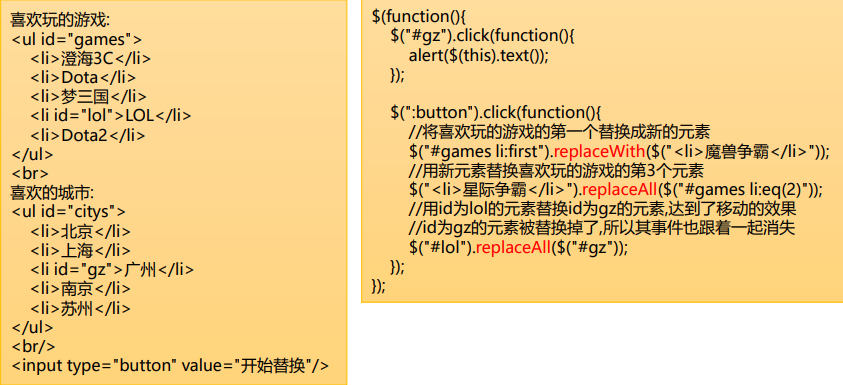 喜欢玩的游戏:
<ul id="games">
    <li>澄海3C</li>
    <li>Dota</li>
    <li>梦三国</li>
    <li id="lol">LOL</li>
    <li>Dota2</li>
</ul>
<br>
喜欢的城市:
<ul id="citys">
    <li>北京</li>
    <li>上海</li>
    <li id="gz">广州</li>
    <li>南京</li>
    <li>苏州</li>
</ul>
<br/>
<input type="button" value="开始替换"/>
$(function(){
    $("#gz").click(function(){
        alert($(this).text());
    });

    $(":button").click(function(){
        //将喜欢玩的游戏的第一个替换成新的元素
        $("#games li:first").replaceWith($("<li>魔兽争霸</li>"));
        //用新元素替换喜欢玩的游戏的第3个元素
        $("<li>星际争霸</li>").replaceAll($("#games li:eq(2)"));
        //用id为lol的元素替换id为gz的元素,达到了移动的效果
        //id为gz的元素被替换掉了,所以其事件也跟着一起消失
        $("#lol").replaceAll($("#gz"));
    });
});